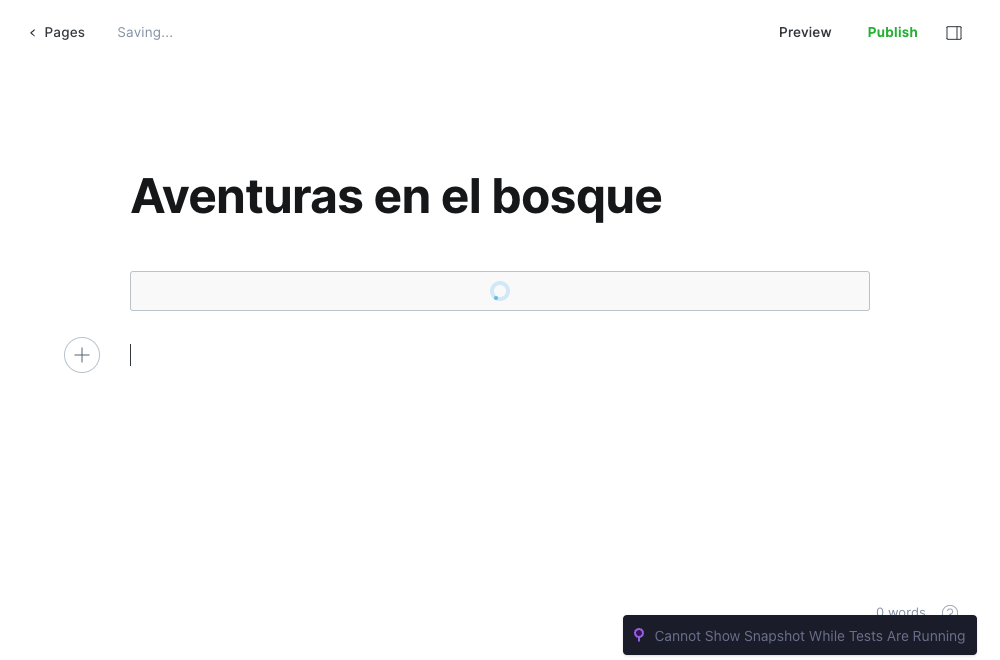 Pages
Saving...
Preview
Publish
Aventuras en el bosque
0 words
Cannot Show Snapshot While Tests Are Running